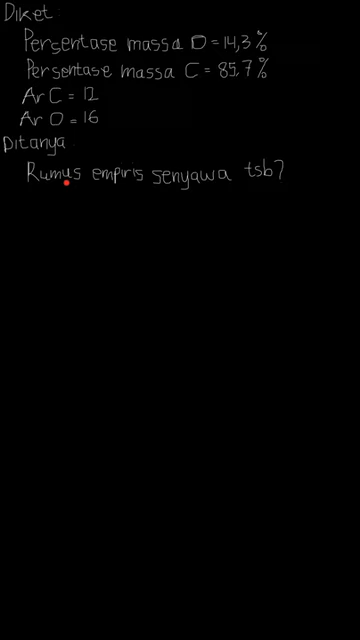 Diket:
Persentase massa O = 14,3%
Persentase massa C = 85,7%
Ar C = 12
Ar O = 16
Ditanya:
Rumus empiris senyawa tsb?